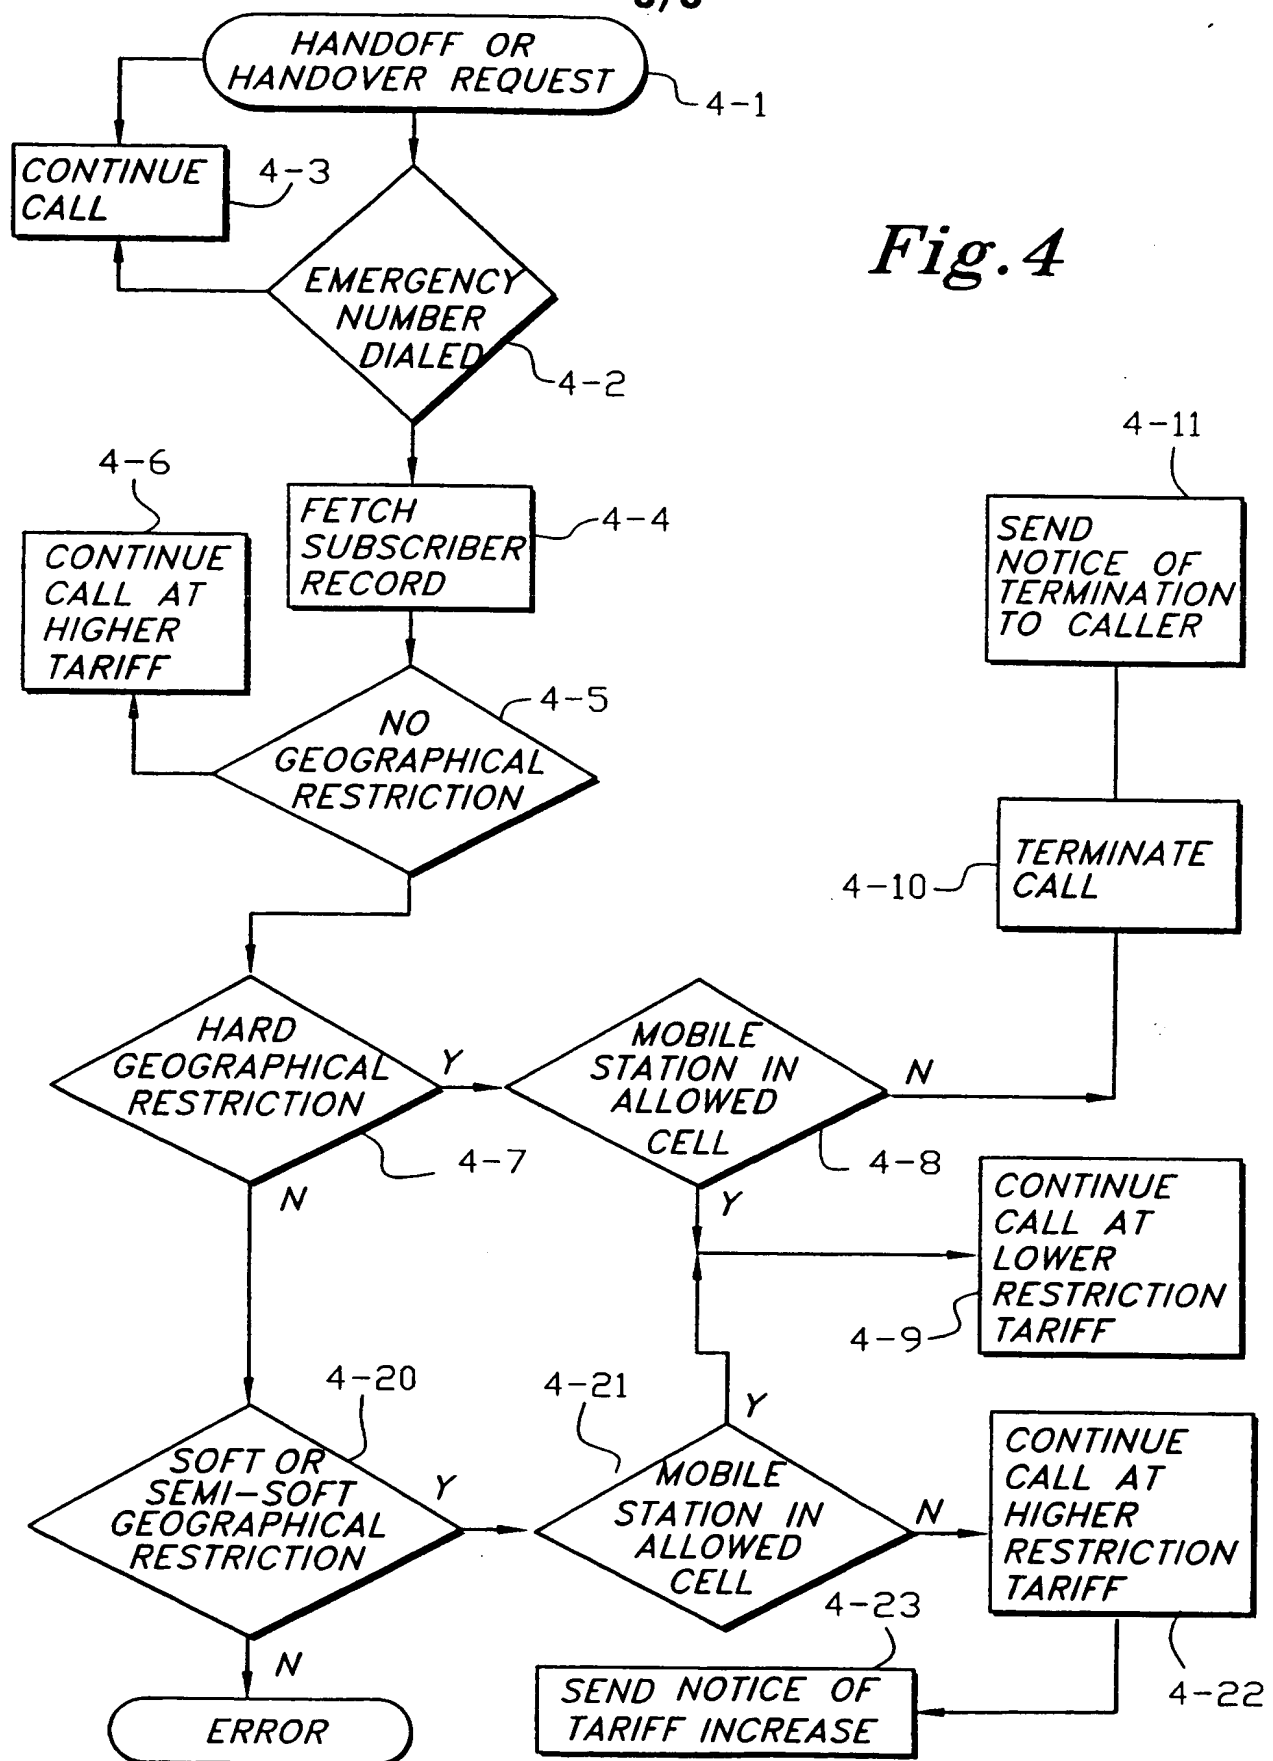 HANDOFF OR
HANDOVER REQUEST
4-1
CONTINUE
CALL
4-3
Fig. 4
EMERGENCY
NUMBER
DIALED
4-2
4-6
CONTINUE
CALL AT
HIGHER
TARIFF
FETCH
SUBSCRIBER
RECORD
4-4
4-11
SEND
NOTICE OF
TERMINATION
TO CALLER
4-5
NO
GEOGRAPHICAL
RESTRICTION
TERMINATE
CALL
4-10
HARD
GEOGRAPHICAL
RESTRICTION
Y
4-7
N
MOBILE
STATION IN
ALLOWED
CELL
N
4-8
Y
CONTINUE
CALL AT
LOWER
RESTRICTION
TARIFF
4-9
4-20
SOFT OR
SEMI-SOFT
GEOGRAPHICAL
RESTRICTION
Y
N
4-21
Y
MOBILE
STATION IN
ALLOWED
CELL
N
CONTINUE
CALL AT
HIGHER
RESTRICTION
TARIFF
4-22
4-23
SEND NOTICE OF
TARIFF INCREASE
ERROR